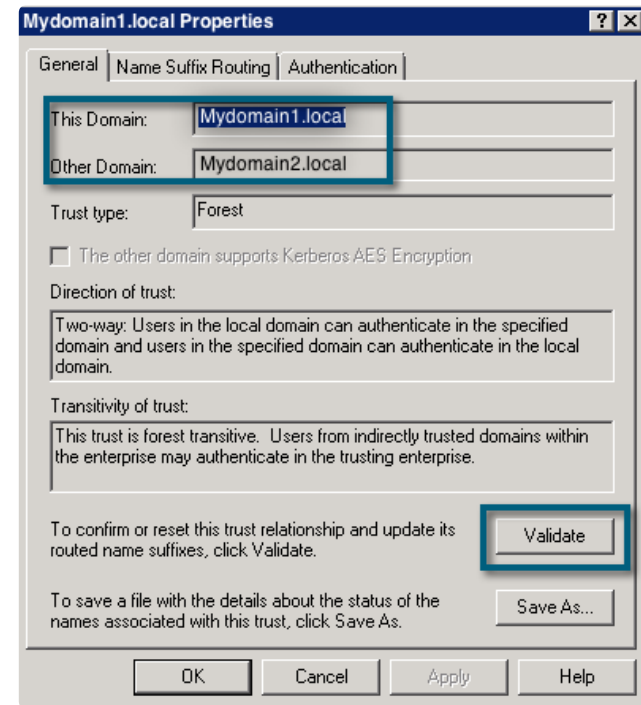 Mydomain1.local Properties
General Name Suffix Routing Authentication
This Domain: Mydomain1.local
Other Domain: Mydomain2.local
Trust type: Forest
The other domain supports Kerberos AES Encryption
Direction of trust:
Two-way: Users in the local domain can authenticate in the specified
domain and users in the specified domain can authenticate in the local
domain.
Transitivity of trust:
This trust is forest transitive. Users from indirectly trusted domains within
the enterprise may authenticate in the trusting enterprise.
To confirm or reset this trust relationship and update its
routed name suffixes, click Validate.
Validate
To save a file with the details about the status of the
names associated with this trust, click Save As.
Save As...
OK Cancel Apply Help